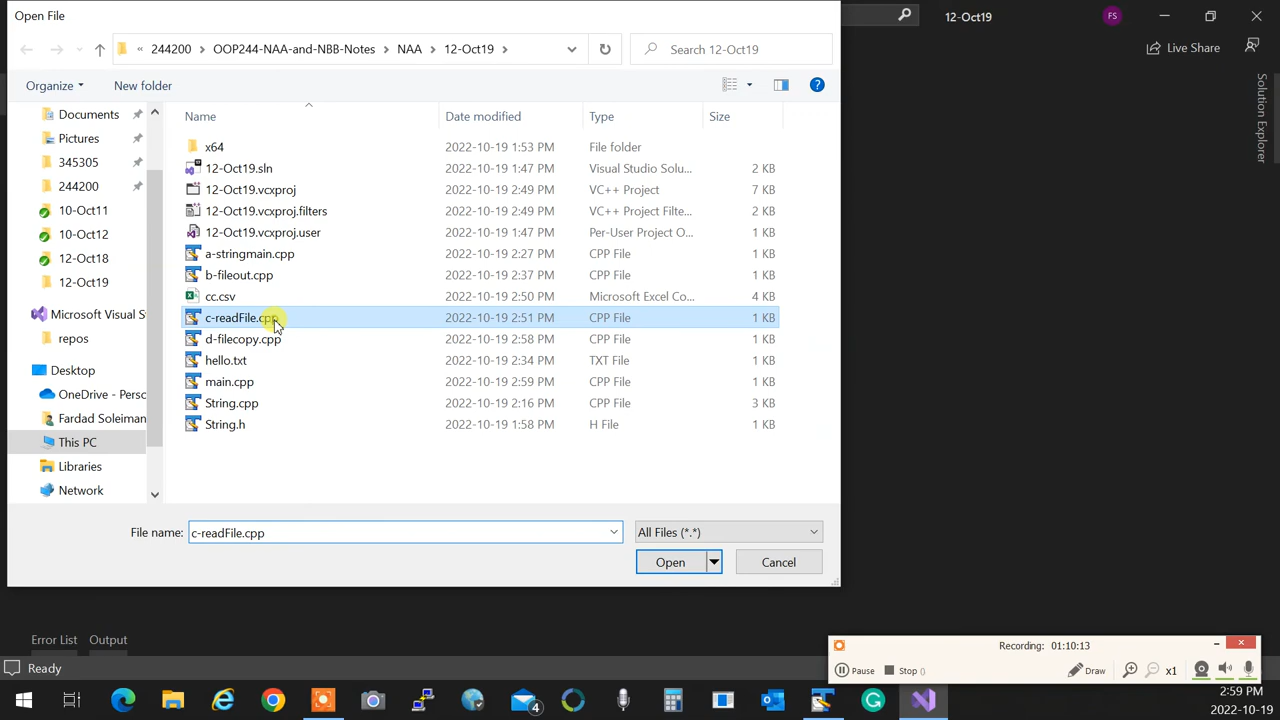 Open File
12-Oct19
FS
« 244200 > OOP244-NAA-and-NBB-Notes > NAA > 12-Oct19 >
Search 12-Oct19
Live Share
Organize
New folder
?
Solution Explorer
Documents
Pictures
345305
244200
10-Oct11
10-Oct12
12-Oct18
12-Oct19
Microsoft Visual S
repos
Desktop
OneDrive - Perso
Fardad Soleiman
This PC
Libraries
Network
Name Date modified Type Size
x64 2022-10-19 1:53 PM File folder
12-Oct19.sln 2022-10-19 1:47 PM Visual Studio Solu... 2 KB
12-Oct19.vcxproj 2022-10-19 2:49 PM VC++ Project 7 KB
12-Oct19.vcxproj.filters 2022-10-19 2:49 PM VC++ Project Filte... 2 KB
12-Oct19.vcxproj.user 2022-10-19 1:47 PM Per-User Project O... 1 KB
a-stringmain.cpp 2022-10-19 2:27 PM CPP File 1 KB
b-fileout.cpp 2022-10-19 2:37 PM CPP File 1 KB
cc.csv 2022-10-19 2:50 PM Microsoft Excel Co... 4 KB
c-readFile.cpp 2022-10-19 2:51 PM CPP File 1 KB
d-filecopy.cpp 2022-10-19 2:58 PM CPP File 1 KB
hello.txt 2022-10-19 2:34 PM TXT File 1 KB
main.cpp 2022-10-19 2:59 PM CPP File 1 KB
String.cpp 2022-10-19 2:16 PM CPP File 3 KB
String.h 2022-10-19 1:58 PM H File 1 KB
File name: c-readFile.cpp
All Files (*.*)
Open
Cancel
Error List Output
Ready
Recording: 01:10:13
Pause Stop () Draw x1
4
2:59 PM
2022-10-19